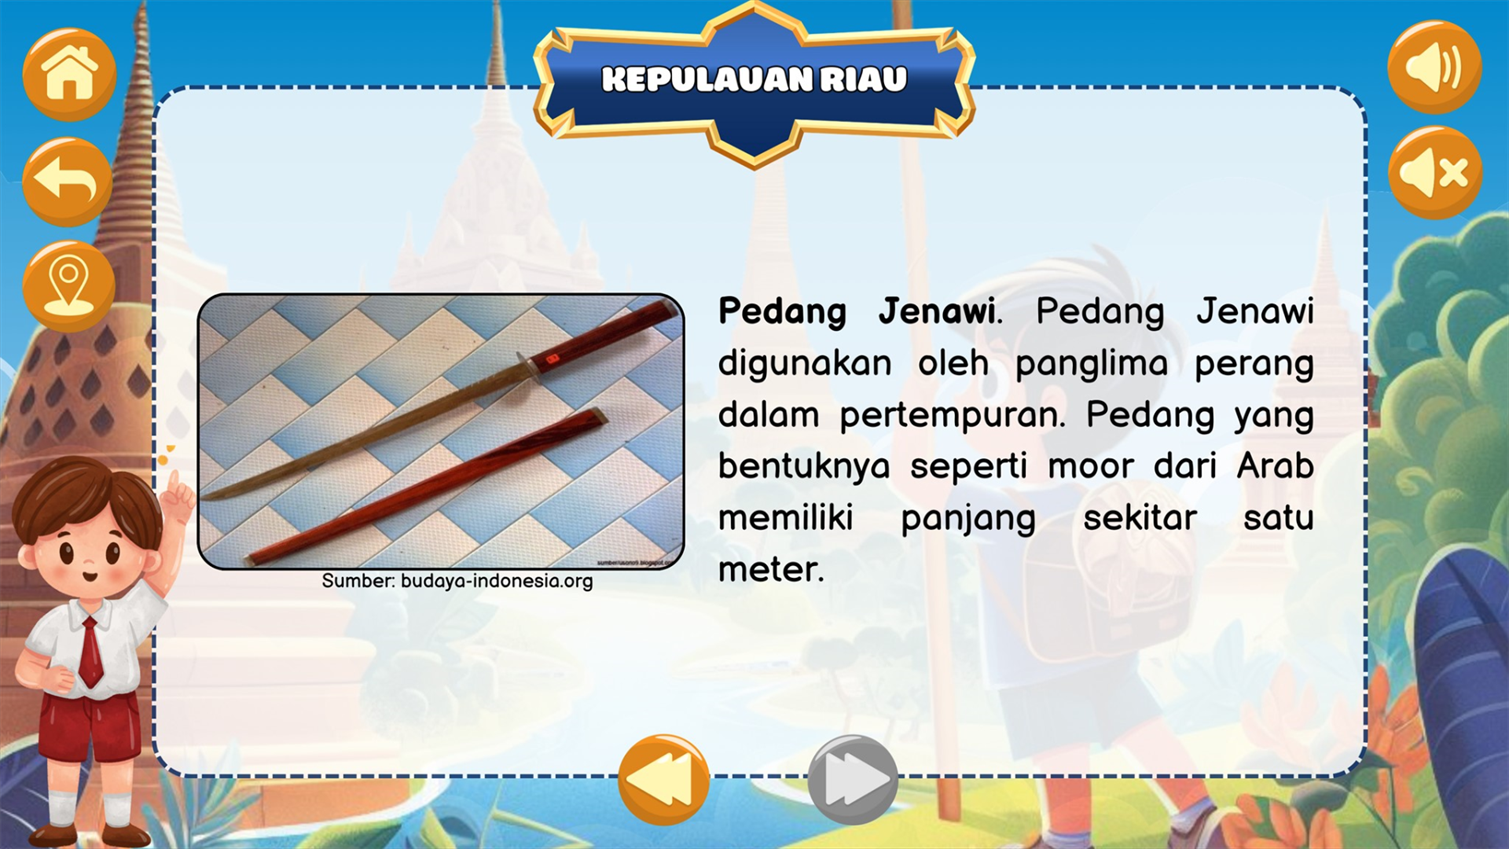 KEPULAUAN RIAU
Pedang Jenawi. Pedang Jenawi
digunakan oleh panglima perang
dalam pertempuran. Pedang yang
bentuknya seperti moor dari Arab
memiliki panjang sekitar satu
meter.
Sumber: budaya-indonesia.org